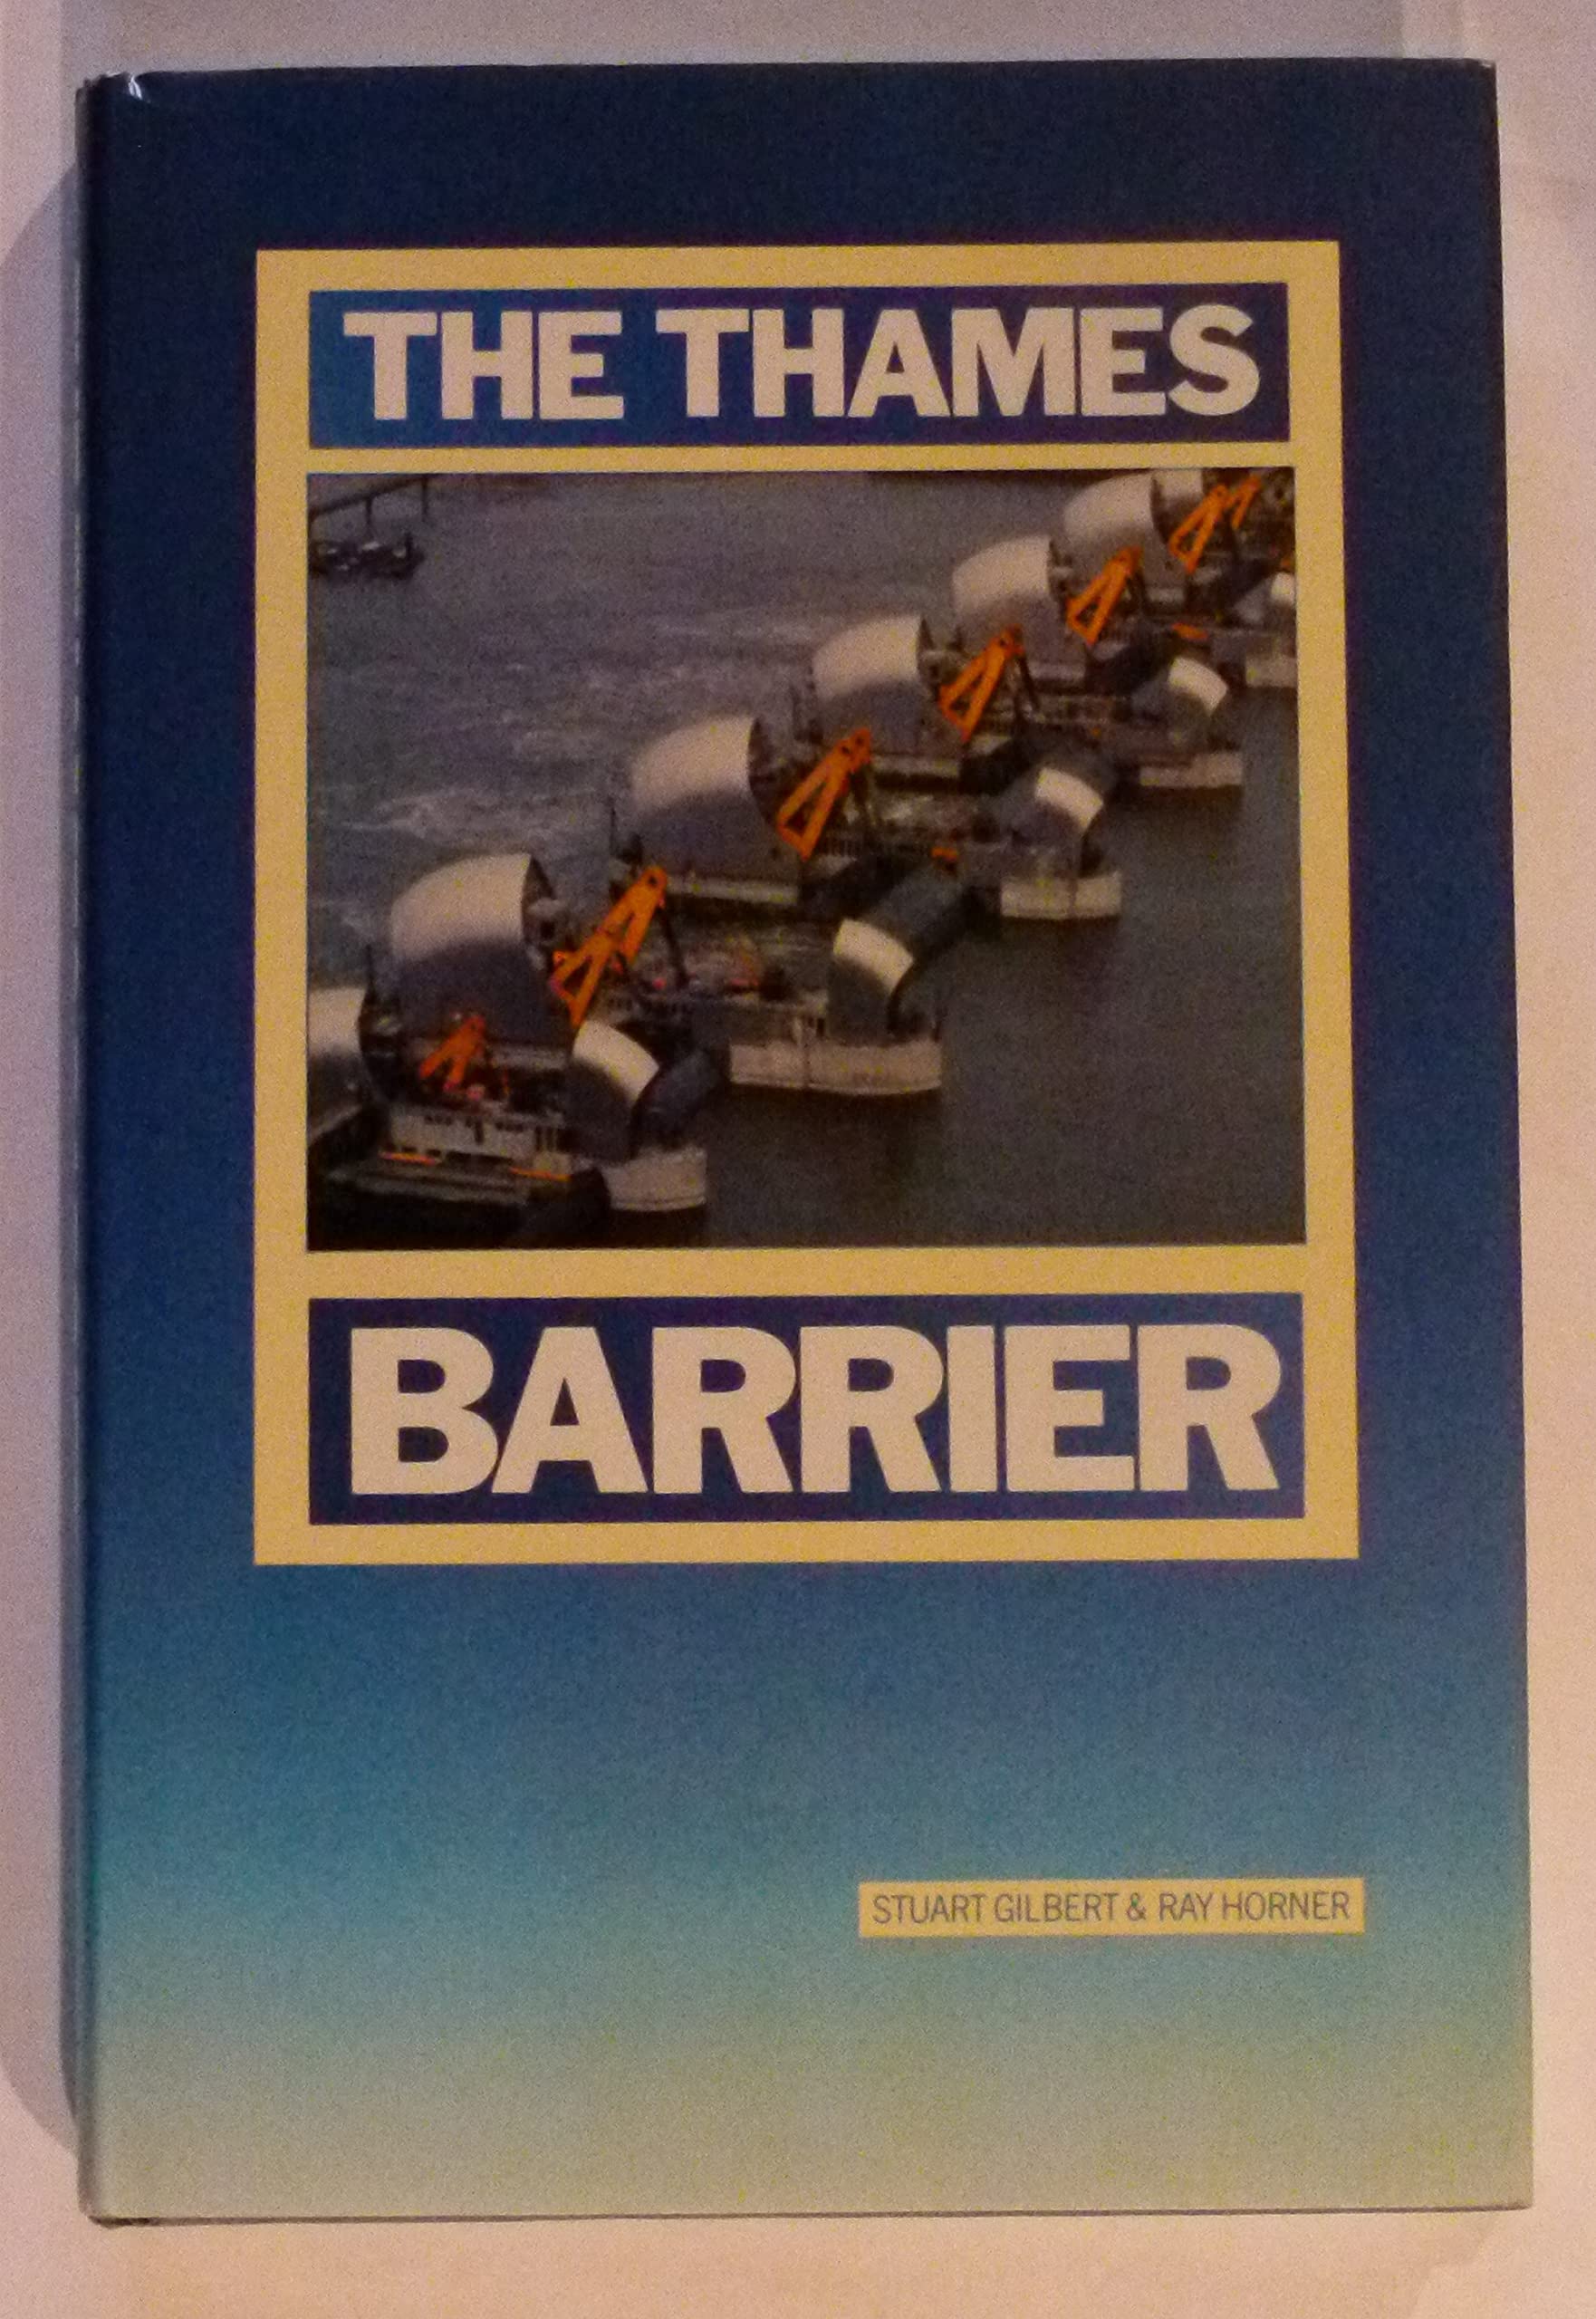 THE THAMES
BARRIER
STUART GILBERT & RAY HORNER